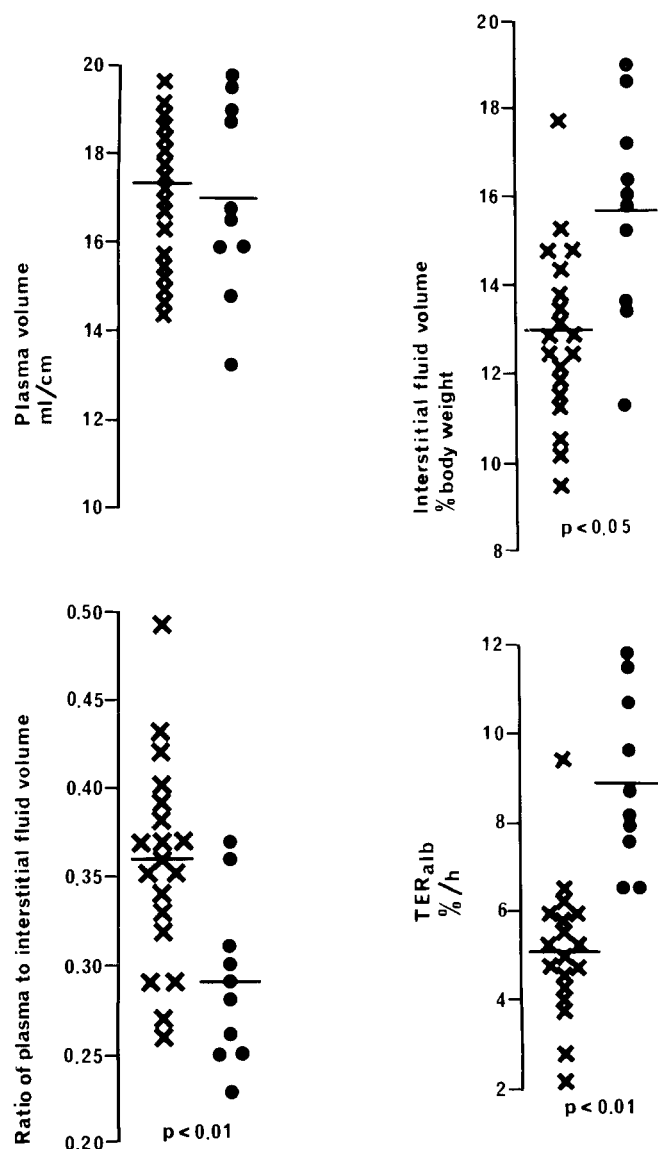 Plasma volume
ml/cm
20
18
16
14
12
10
Interstitial fluid volume
% body weight
20
18
16
14
12
10
8
p<0.05
Ratio of plasma to interstitial fluid volume
0.50
0.45
0.40
0.35
0.30
0.25
0.20
p<0.01
TERalb
%/h
12
10
8
6
4
2
p<0.01